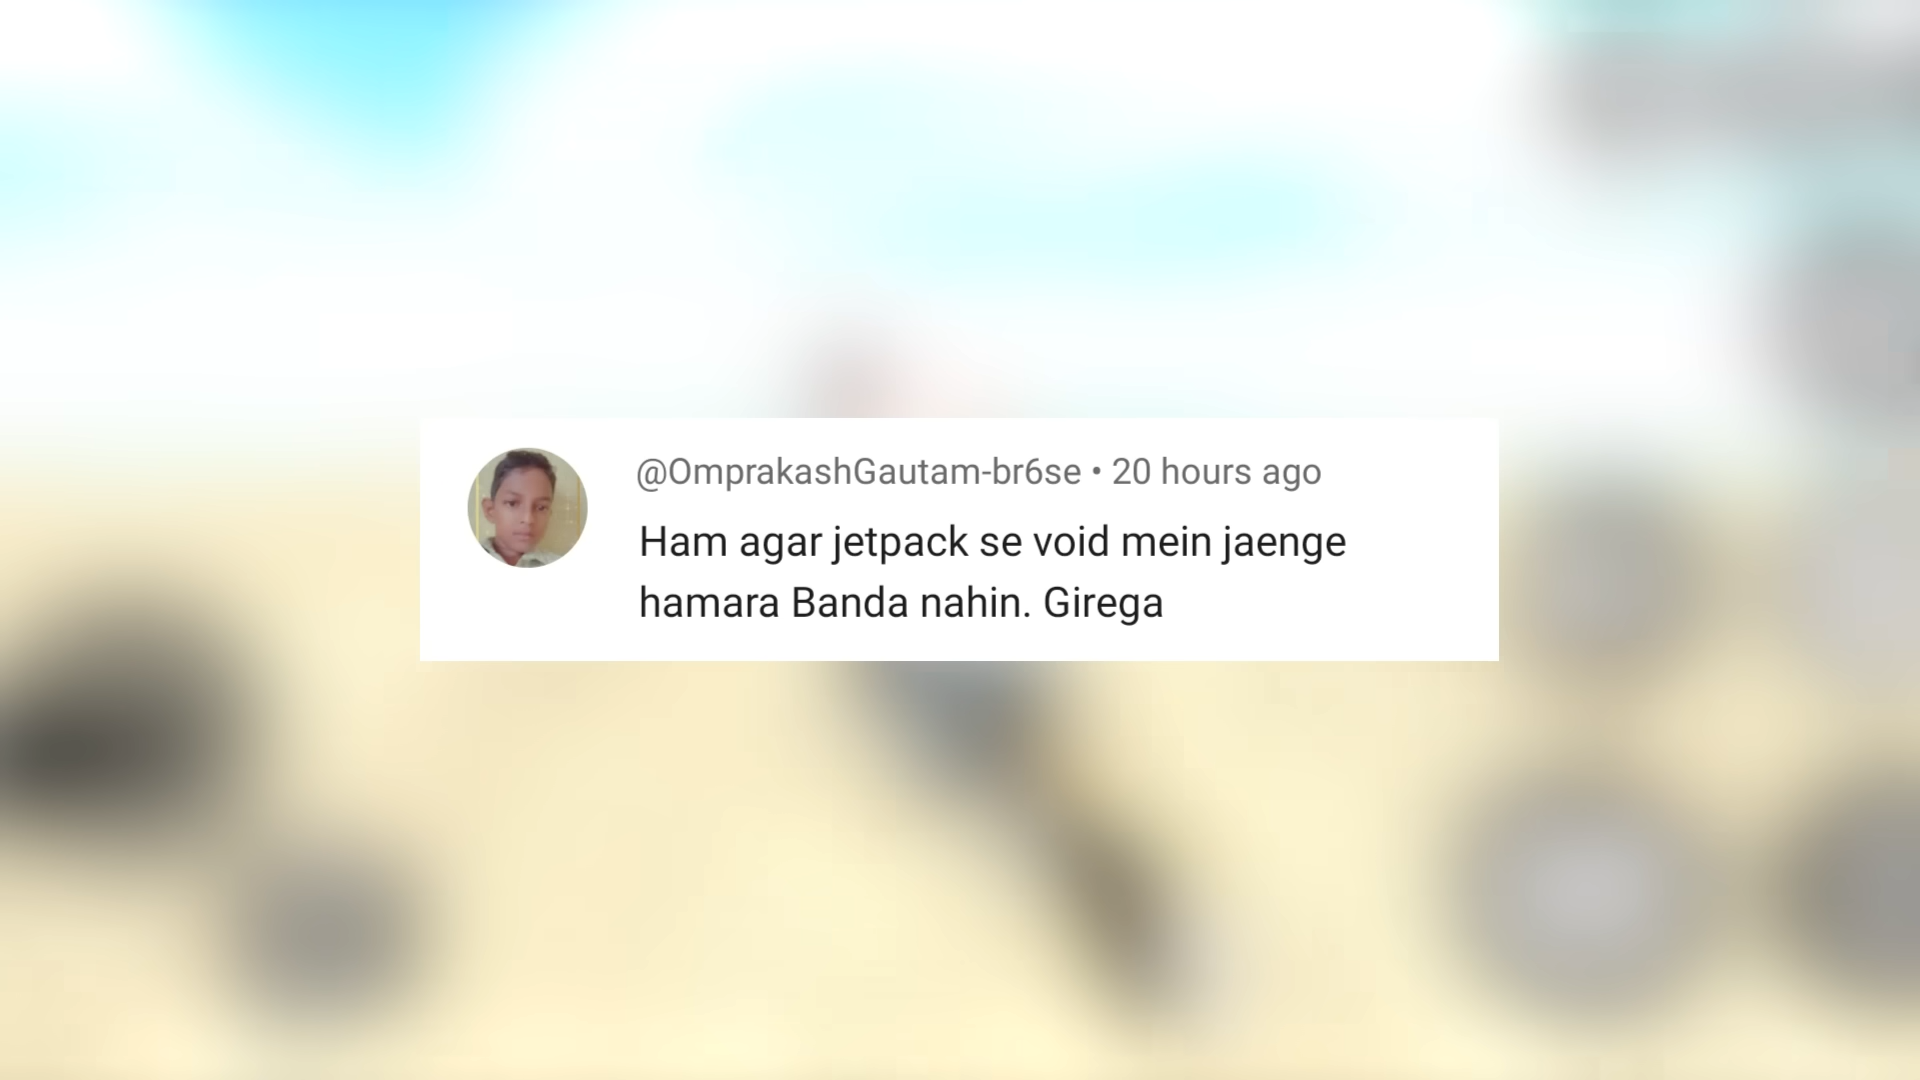 @OmprakashGautam-br6se • 20 hours ago
Ham agar jetpack se void mein jaenge
hamara Banda nahin. Girega